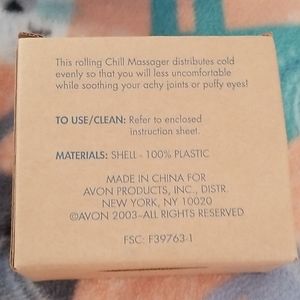 This rolling Chill Massager distributes cold
evenly so that you will less uncomfortable
while soothing your achy joints or puffy eyes!
TO USE/CLEAN: Refer to enclosed
instruction sheet.
MATERIALS: SHELL - 100% PLASTIC
MADE IN CHINA FOR
AVON PRODUCTS, INC., DISTR.
NEW YORK, NY 10020
©AVON 2003-ALL RIGHTS RESERVED
FSC: F39763-1